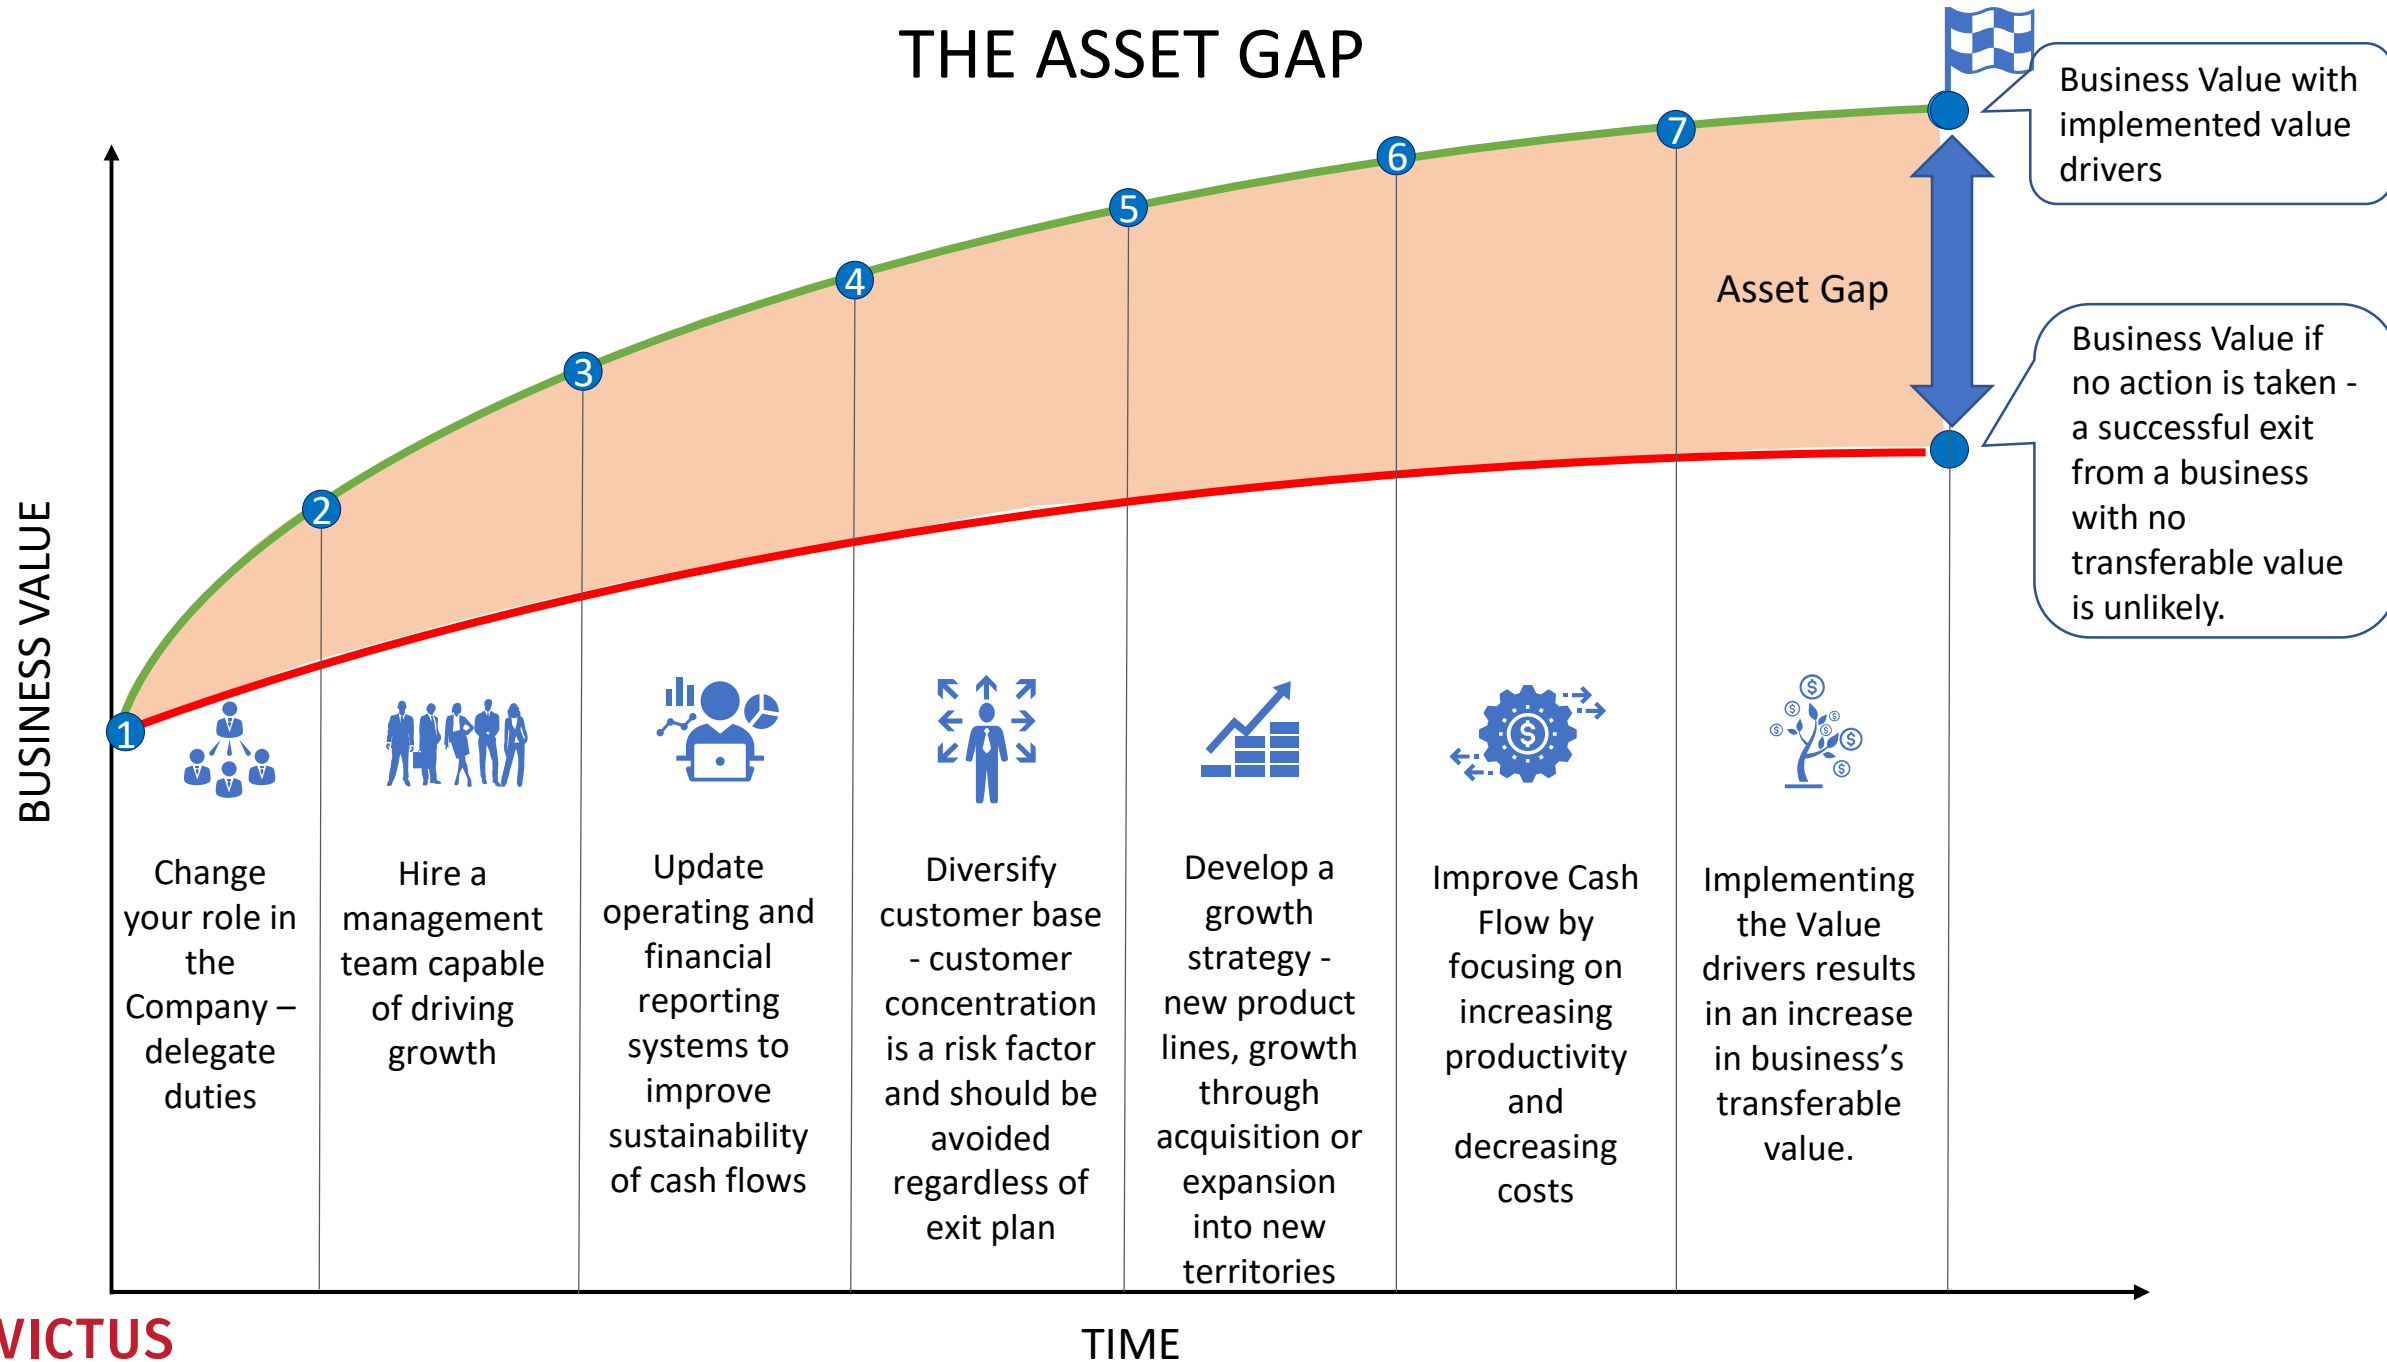 THE ASSET GAP
Business Value with
implemented value
drivers
Asset Gap
Business Value if
no action is taken -
a successful exit
from a business
with no
transferable value
is unlikely.
BUSINESS VALUE
1
2
3
4
5
6
7
Change
your role in
the
Company –
delegate
duties
Hire a
management
team capable
of driving
growth
Update
operating and
financial
reporting
systems to
improve
sustainability
of cash flows
Diversify
customer base
- customer
concentration
is a risk factor
and should be
avoided
regardless of
exit plan
Develop a
growth
strategy -
new product
lines, growth
through
acquisition or
expansion
into new
territories
$
Improve Cash
Flow by
focusing on
increasing
productivity
and
decreasing
costs
$
$
$
$
$
$
$
Implementing
the Value
drivers results
in an increase
in business’s
transferable
value.
VICTUS
TIME